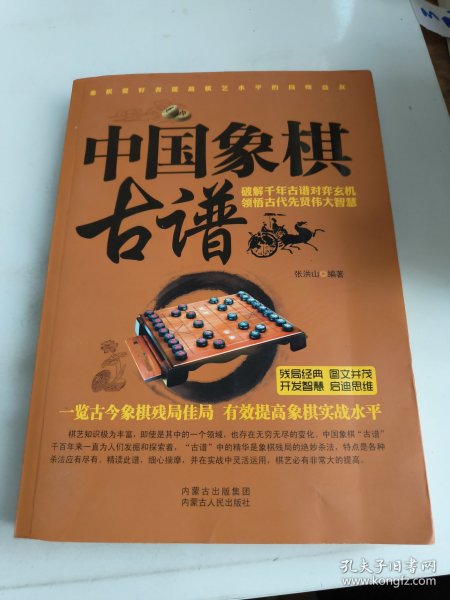 象棋爱好者提高棋艺水平的良师益友
中国象棋
古谱
破解千年古谱对弈玄机
领悟古代先贤伟大智慧
张洪山 编著
残局经典 图文并茂
开发智慧 启迪思维
一览古今象棋残局佳局 有效提高象棋实战水平
棋艺知识极为丰富，即使是其中的一个领域，也存在无穷无尽的变化。中国象棋“古谱”
千百年来一直为人们发掘和探索着，“古谱”中的精华是象棋残局的绝妙杀法，特点是各种
杀法应有尽有。精读此谱，细心揣摩，并在实战中灵活运用，棋艺必有非常大的提高。
内蒙古出版集团
内蒙古人民出版社
孔夫子旧书网
www.kongfz.com